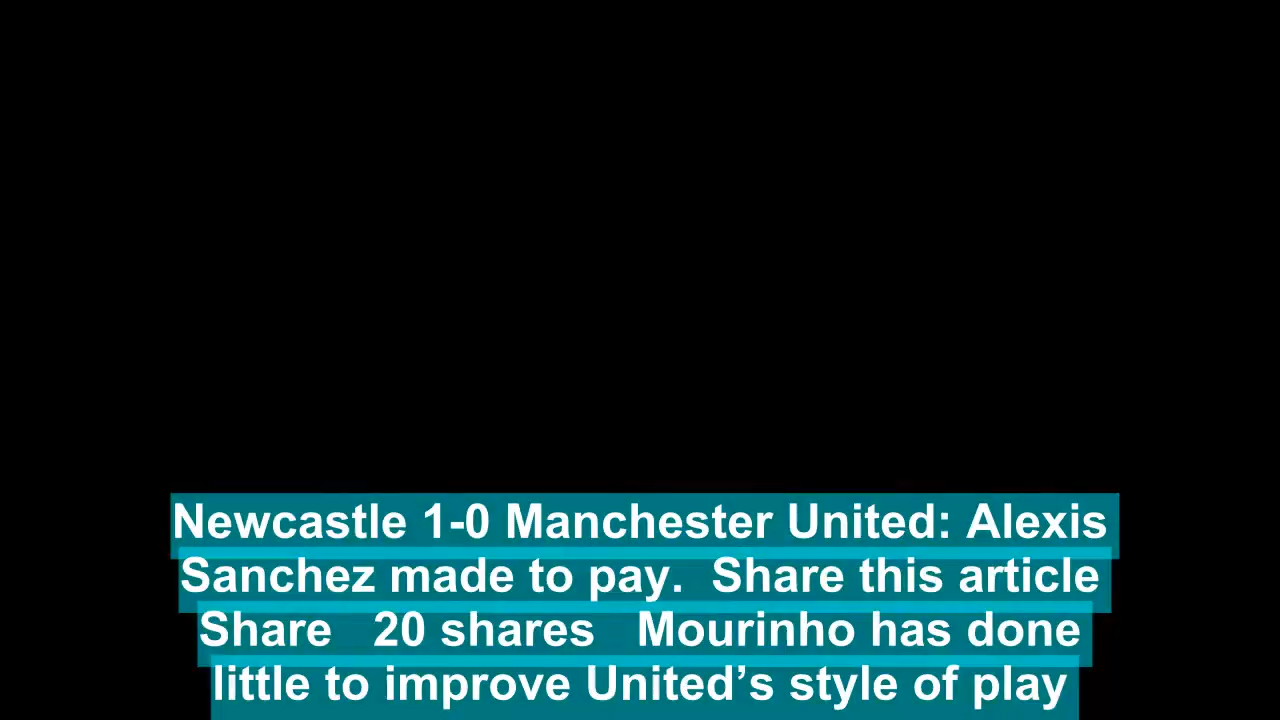 Newcastle 1-0 Manchester United: Alexis
Sanchez made to pay.  Share this article
Share   20 shares   Mourinho has done
little to improve United’s style of play